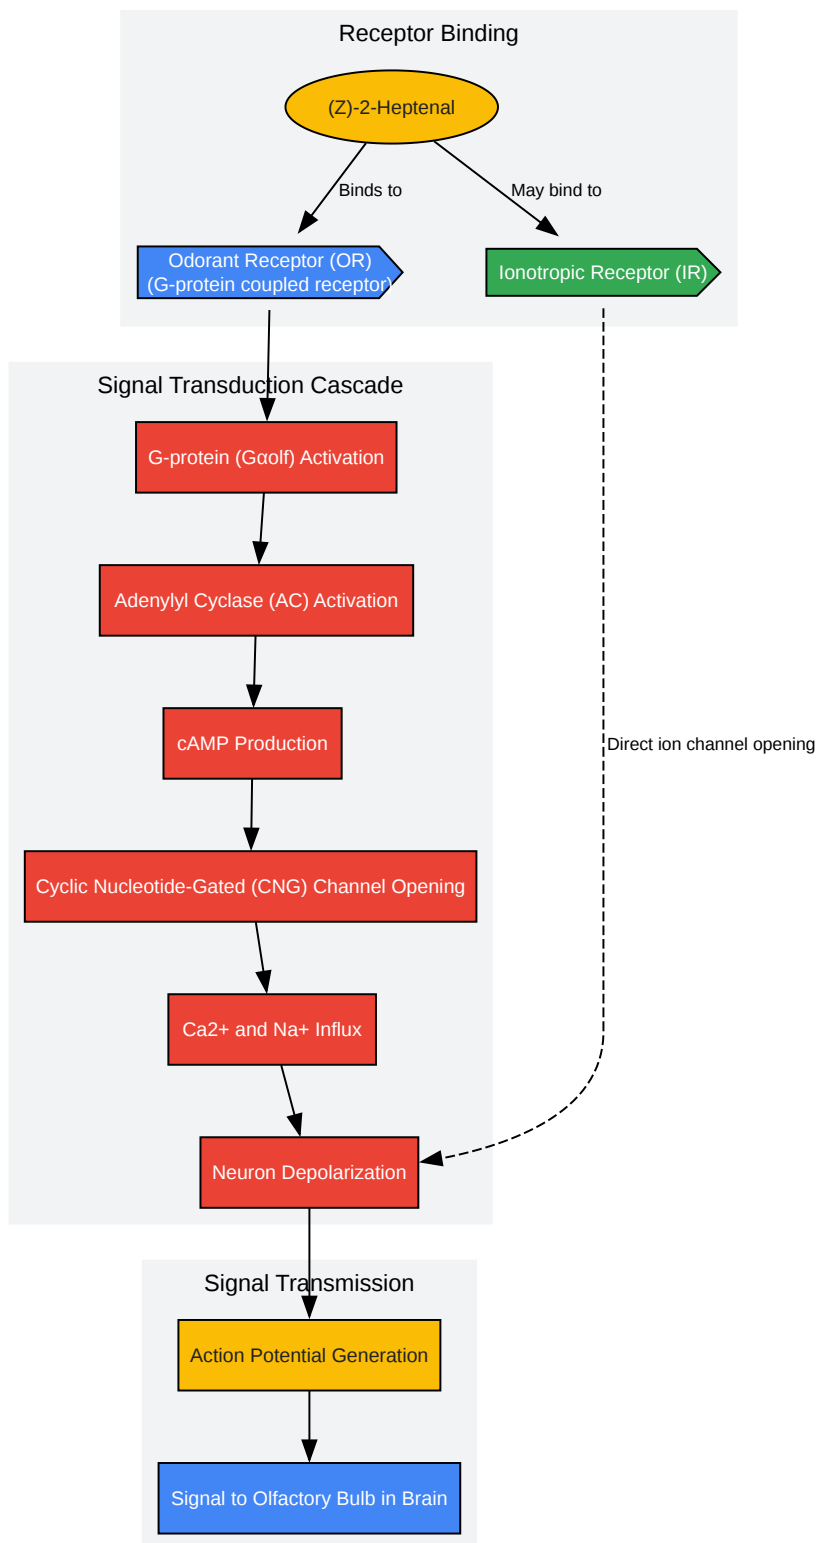 Receptor Binding
(Z)-2-Heptenal
Binds to
May bind to
Odorant Receptor (OR)
(G-protein coupled receptor)
Ionotropic Receptor (IR)
Signal Transduction Cascade
G-protein (Gαolf) Activation
Adenylyl Cyclase (AC) Activation
cAMP Production
Direct ion channel opening
Cyclic Nucleotide-Gated (CNG) Channel Opening
Ca2+ and Na+ Influx
Neuron Depolarization
Signal Transmission
Action Potential Generation
Signal to Olfactory Bulb in Brain